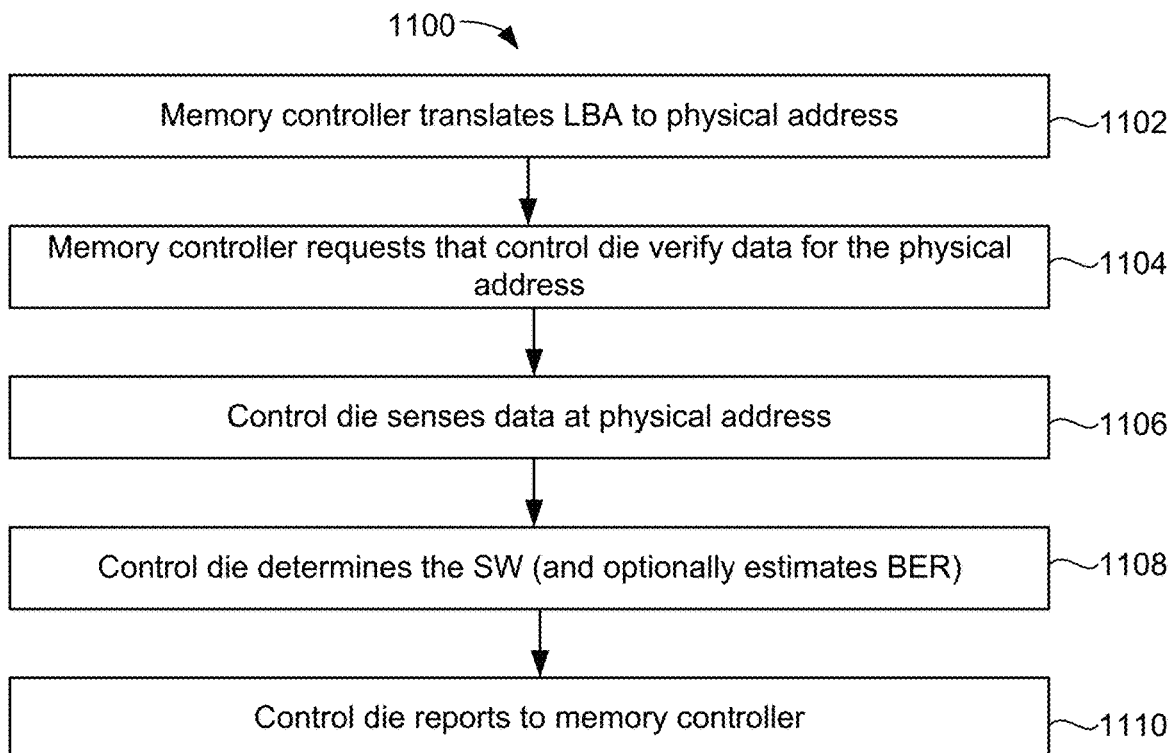 1100
Memory controller translates LBA to physical address
1102
Memory controller requests that control die verify data for the physical
address
1104
Control die senses data at physical address
1106
Control die determines the SW (and optionally estimates BER)
1108
Control die reports to memory controller
1110